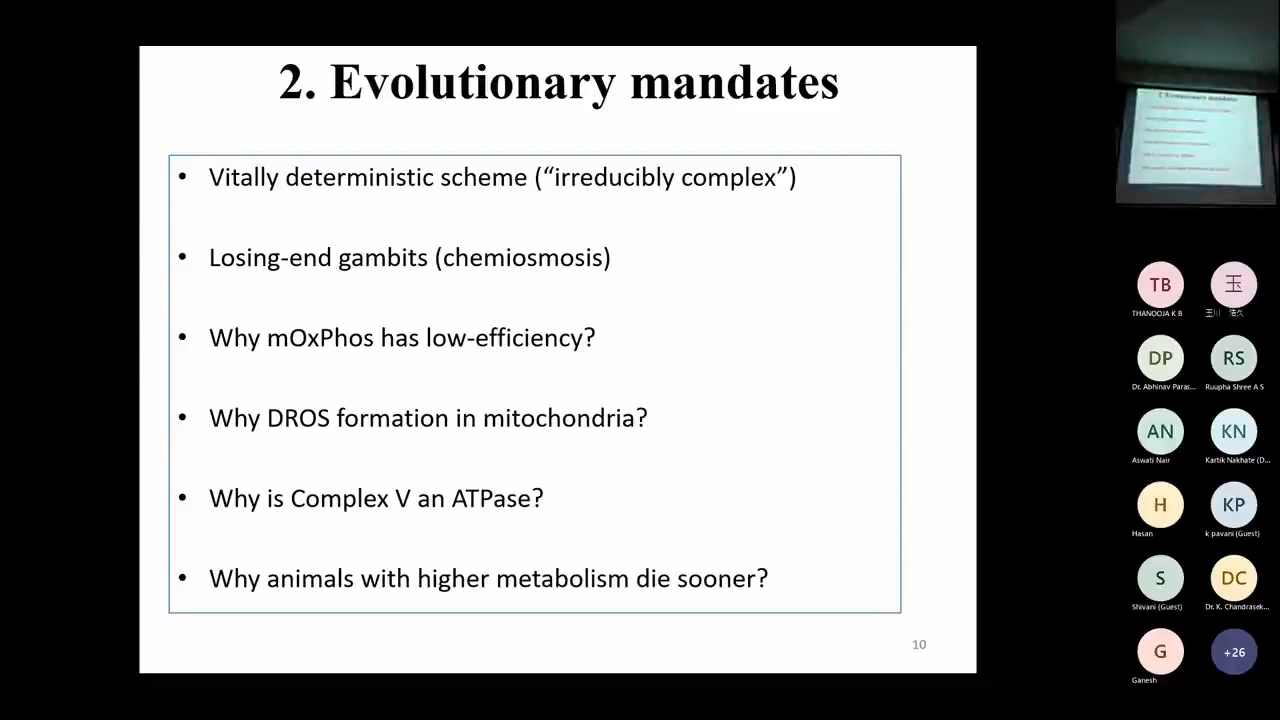 2. Evolutionary mandates
• Vitally deterministic scheme (“irreducibly complex”)
• Losing-end gambits (chemiosmosis)
• Why mOxPhos has low-efficiency?
• Why DROS formation in mitochondria?
• Why is Complex V an ATPase?
• Why animals with higher metabolism die sooner?
10
TB 玉
THANOOJA K B 玉川
DP RS
Dr. Abhinav Paras... Ruupha Shree A S
AN KN
Aswati Nair Kartik Nakhate (D...
H KP
Hasan k pavani (Guest)
S DC
Shivani (Guest) Dr. K. Chandrasek...
G +26
Ganesh